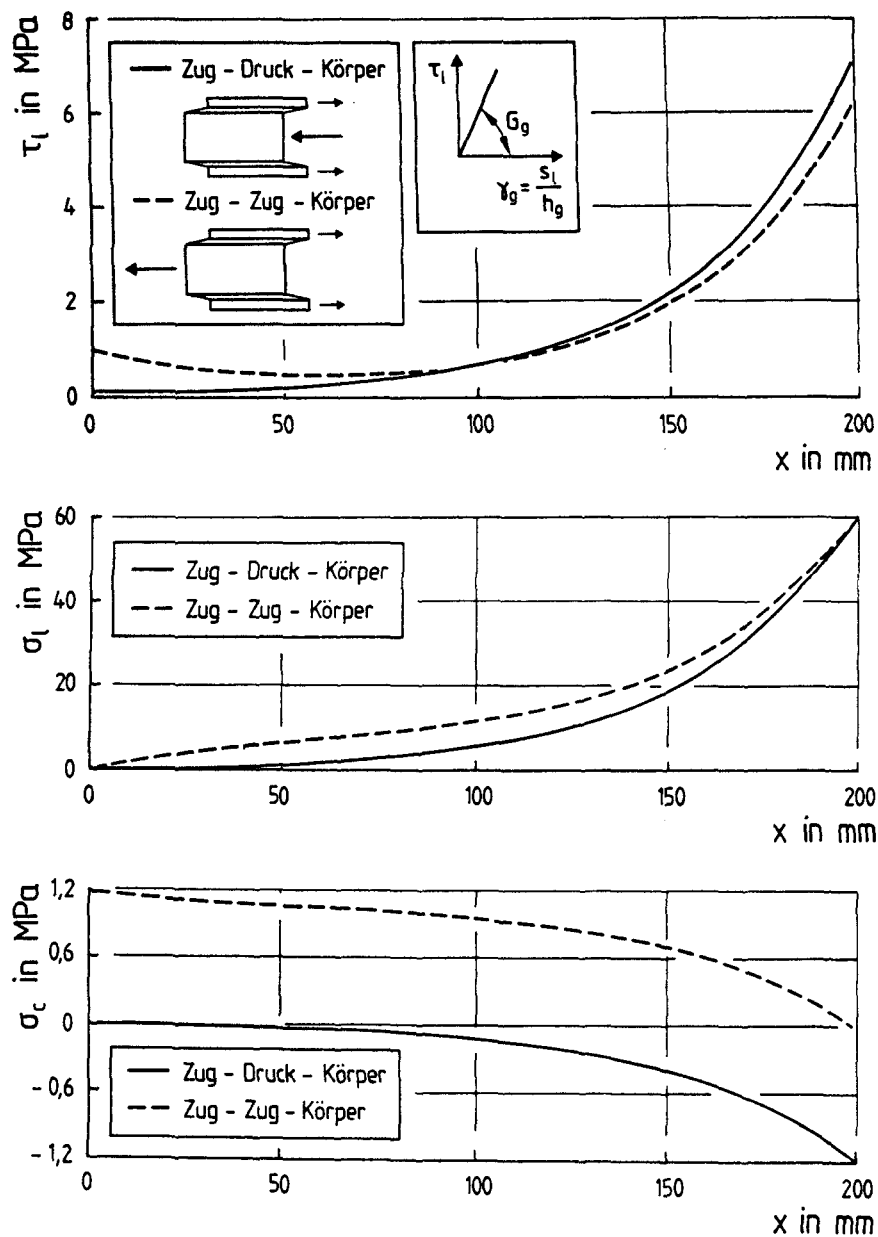 τl in MPa
8
6
4
2
0
Zug - Druck - Körper
Zug - Zug - Körper
τl
Gg
γg = sl / hg
0 50 100 150 200
x in mm
σl in MPa
60
40
20
0
Zug - Druck - Körper
Zug - Zug - Körper
0 50 100 150 200
x in mm
σc in MPa
1,2
0,6
0
- 0,6
- 1,2
Zug - Druck - Körper
Zug - Zug - Körper
0 50 100 150 200
x in mm